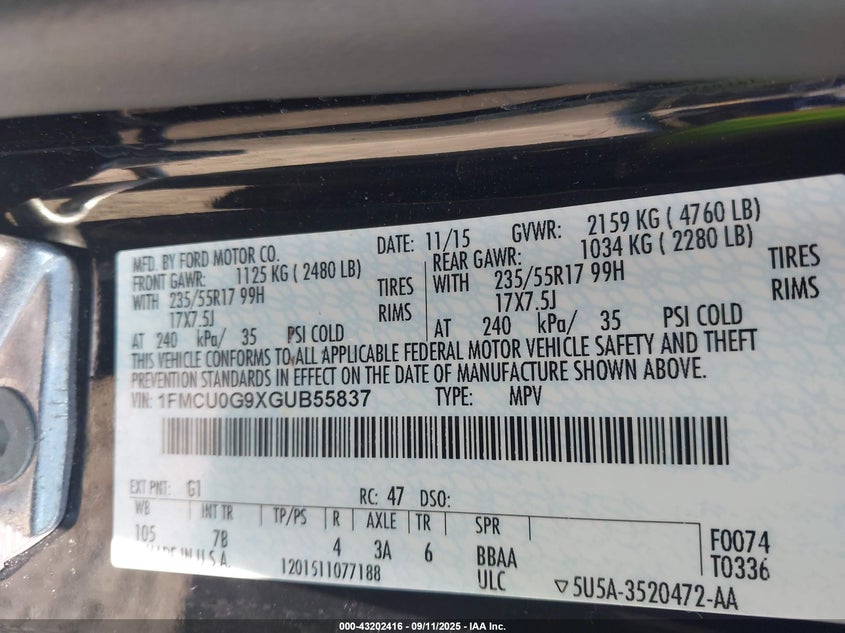 MFD. BY FORD MOTOR CO. DATE: 11/15 GVWR: 2159 KG ( 4760 LB)
FRONT GAWR: 1125 KG ( 2480 LB) REAR GAWR: 1034 KG ( 2280 LB)
WITH 235/55R17 99H TIRES WITH 235/55R17 99H TIRES
17X7.5J RIMS 17X7.5J RIMS
AT 240 kPa/ 35 PSI COLD AT 240 kPa/ 35 PSI COLD
THIS VEHICLE CONFORMS TO ALL APPLICABLE FEDERAL MOTOR VEHICLE SAFETY AND THEFT
PREVENTION STANDARDS IN EFFECT ON THE DATE OF MANUFACTURE SHOWN ABOVE.
VIN: 1FMCU0G9XGUB55837 TYPE: MPV
EXT PNT: G1 RC: 47 DSO:
WB INT TR TP/PS R AXLE TR SPR F0074
105 7B 4 3A 6 BBAA T0336
IN U.S.A. 1201511077188 ULC ▽5U5A-3520472-AA
000-43202416 - 09/11/2025 - IAA Inc.